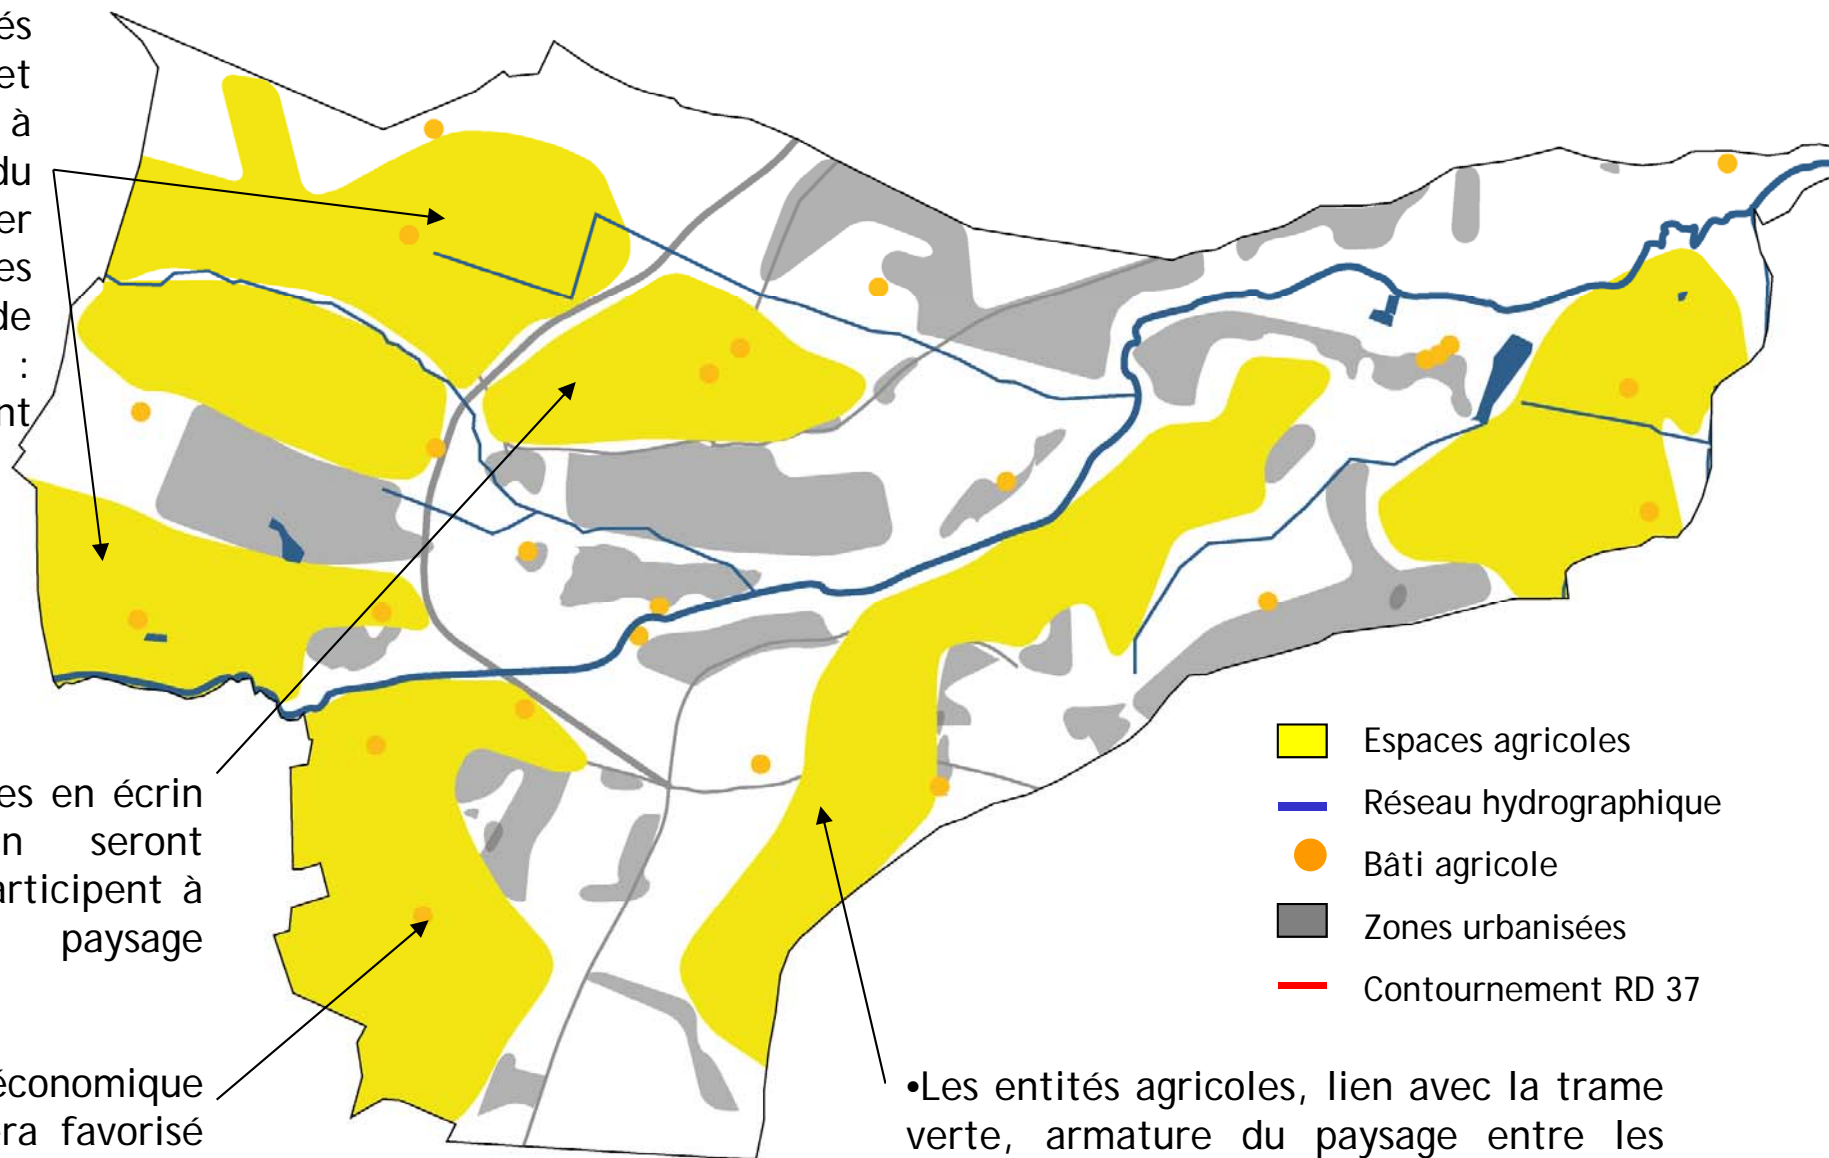 és
et
à
du
er
es
de
:
nt
es en écrin
n seront
articipent à
paysage
économique
era favorisé
Espaces agricoles
Réseau hydrographique
Bâti agricole
Zones urbanisées
Contournement RD 37
•Les entités agricoles, lien avec la trame
verte, armature du paysage entre les